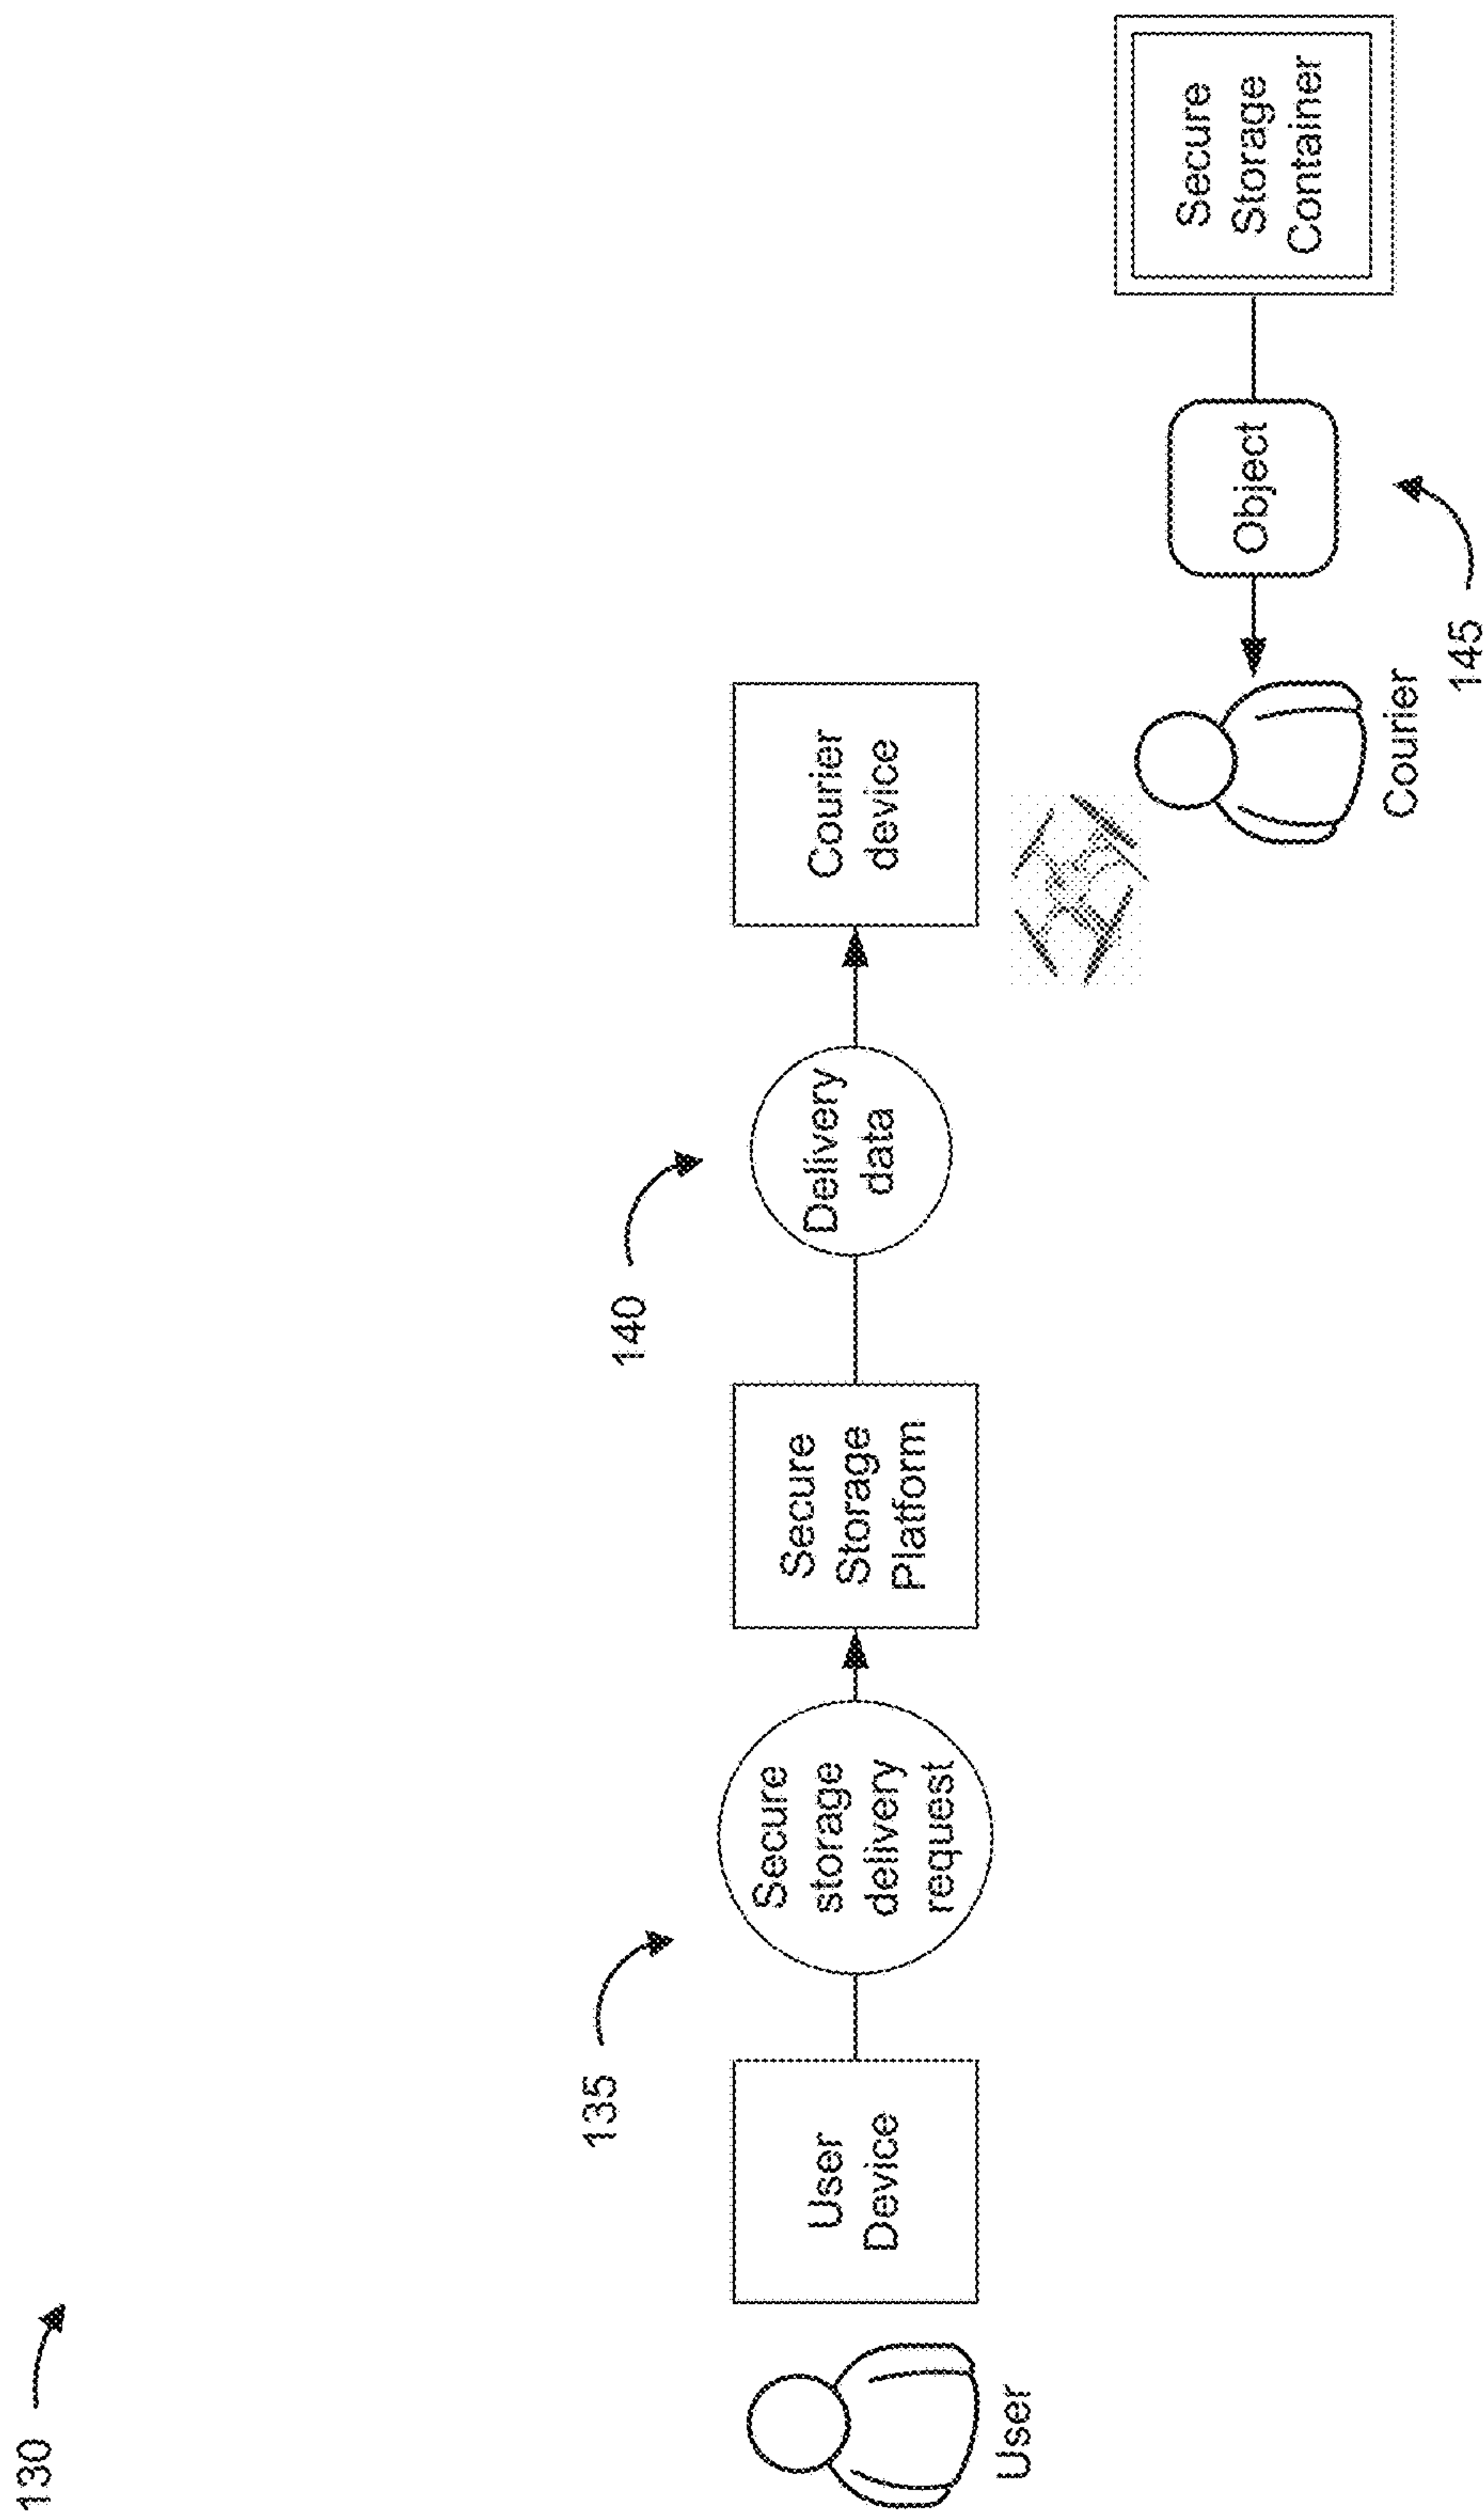 130
135
140
User
Device
Secure
storage
delivery
request
Secure
Storage
Platform
Delivery
data
Courier
device
User
Courier
Object
Secure
Storage
Container
145